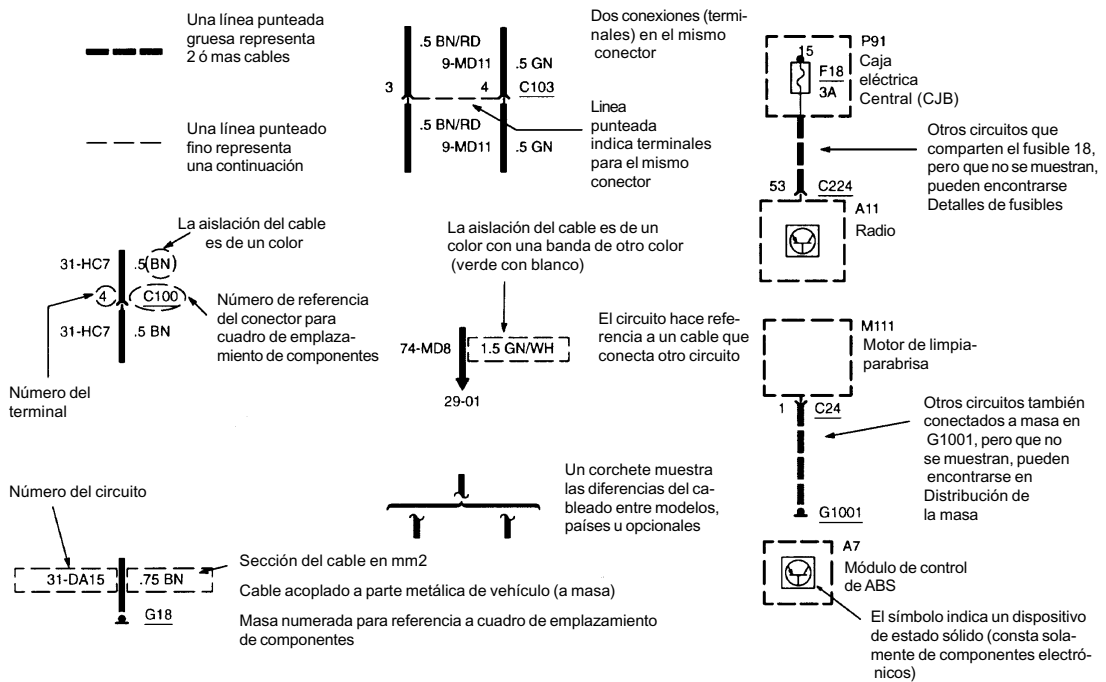 Una línea punteada
gruesa representa
2 ó mas cables
Una línea punteado
fino representa
una continuación
.5 BN/RD
9-MD11
.5 GN
3
4
C103
.5 BN/RD
9-MD11
.5 GN
Dos conexiones (termi-
nales) en el mismo
conector
Linea
punteada
indica terminales
para el mismo
conector
15
F18
3A
P91
Caja
eléctrica
Central (CJB)
Otros circuitos que
comparten el fusible 18,
pero que no se muestran,
pueden encontrarse
Detalles de fusibles
53
C224
A11
Radio
La aislación del cable
es de un color
31-HC7
.5 (BN)
4
C100
31-HC7
.5 BN
Número de referencia
del conector para
cuadro de emplaza-
miento de componentes
Número del
terminal
La aislación del cable es de un
color con una banda de otro color
(verde con blanco)
74-MD8
1.5 GN/WH
29-01
El circuito hace refe-
rencia a un cable que
conecta otro circuito
M111
Motor de limpia-
parabrisa
1
C24
Otros circuitos también
conectados a masa en
G1001, pero que no
se muestran, pueden
encontrarse en
Distribución de
la masa
G1001
Un corchete muestra
las diferencias del ca-
bleado entre modelos,
países u opcionales
Número del circuito
31-DA15
.75 BN
G18
Sección del cable en mm2
Cable acoplado a parte metálica de vehículo (a masa)
Masa numerada para referencia a cuadro de emplazamiento
de componentes
A7
Módulo de control
de ABS
El símbolo indica un dispositivo
de estado sólido (consta sola-
mente de componentes electró-
nicos)